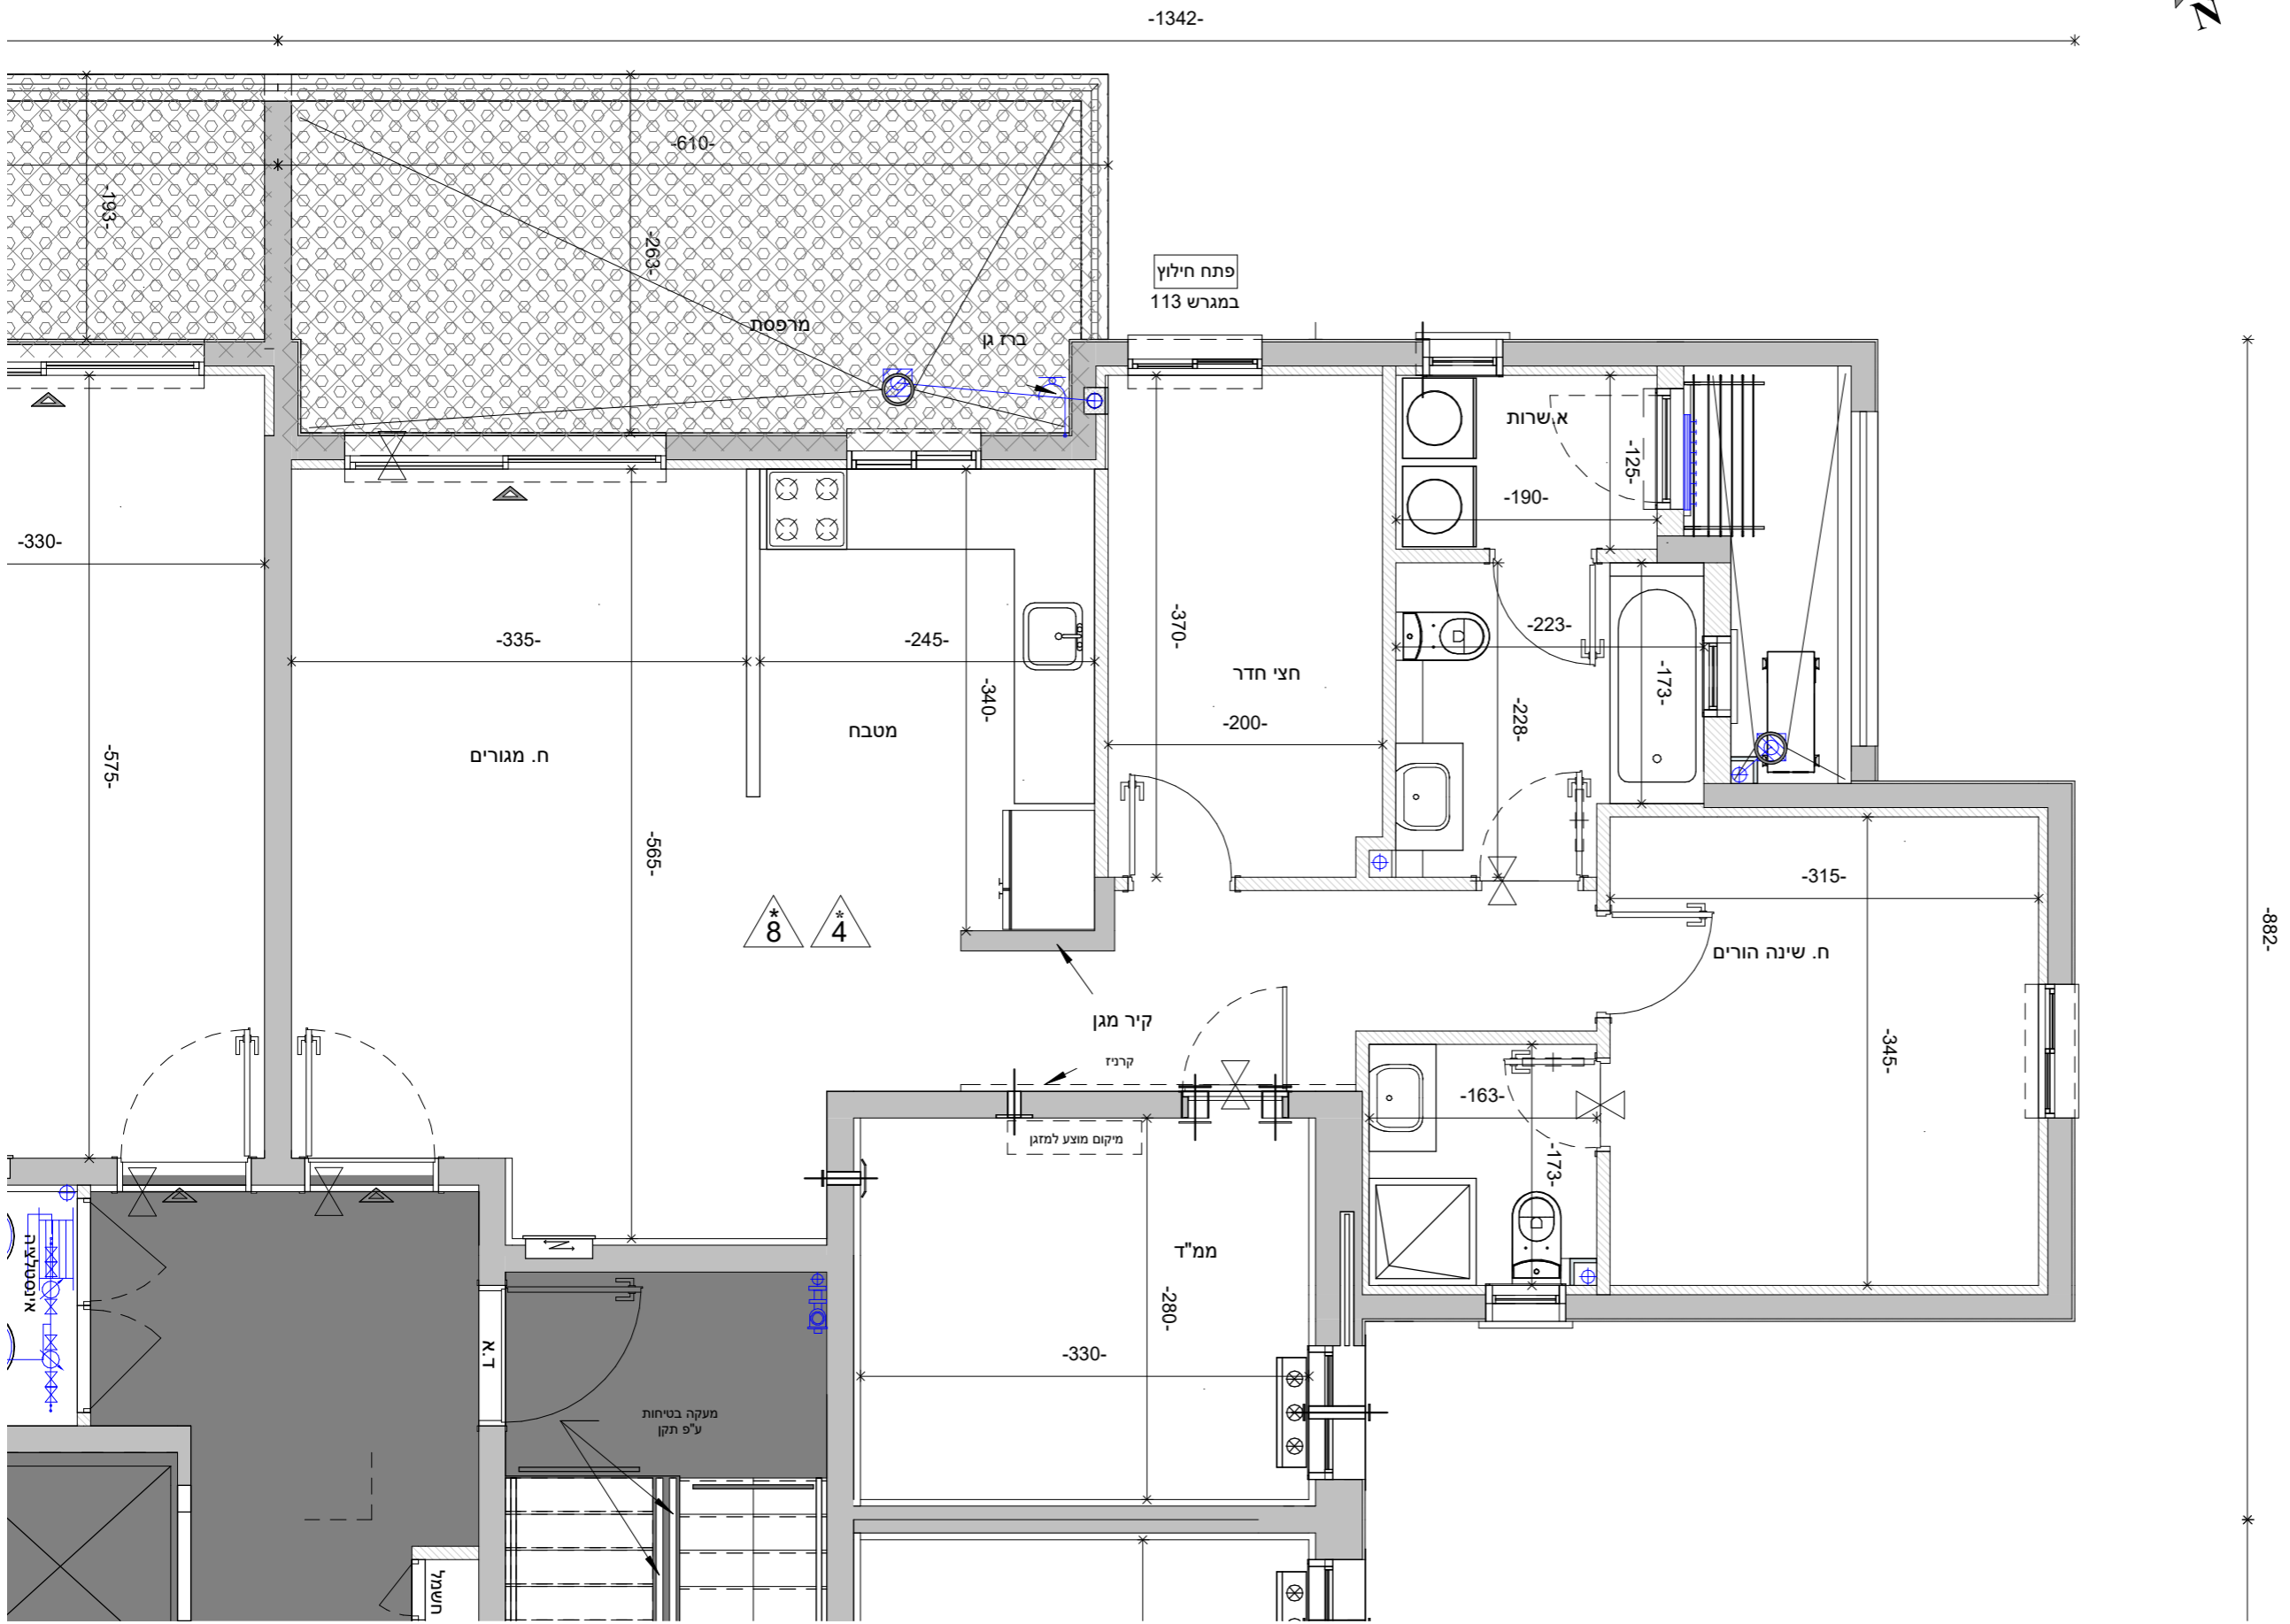 -1342-
N
-610-
-193-
-263-
פתח חילוץ
במגרש 113
מרפסת
ברז גן
א.שרות
-125-
-190-
-330-
-335-
-245-
-370-
-223-
-173-
-340-
חצי חדר
-200-
-228-
מטבח
ח. מגורים
-575-
-565-
-315-
* 8
* 4
-882-
ח. שינה הורים
קיר מגן
קרניז
-345-
-163-
מיקום מוצע למזגן
-173-
ממ"ד
-280-
אינסטלציה
ד.א
-330-
מעקה בטיחות
ע"פ תקן
חשמל